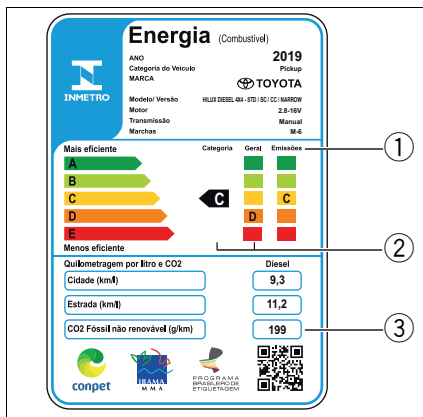 Energia (Combustível)
INMETRO
ANO 2019
Categoria do Veículo Pickup
MARCA TOYOTA
Modelo/ Versão HILUX DIESEL 4X4 - STD / SC / CC / NARROW
Motor 2.8-16V
Transmissão Manual
Marchas M-6
Mais eficiente Categoria Geral Emissões 1
A
B
C C C
D D
E
Menos eficiente 2
Quilometragem por litro e CO2 Diesel
Cidade (km/l) 9,3
Estrada (km/l) 11,2
CO2 Fóssil não renovável (g/km) 199 3
conpet
IBAMA
M M A
PROGRAMA
BRASILEIRO DE
ETIQUETAGEM